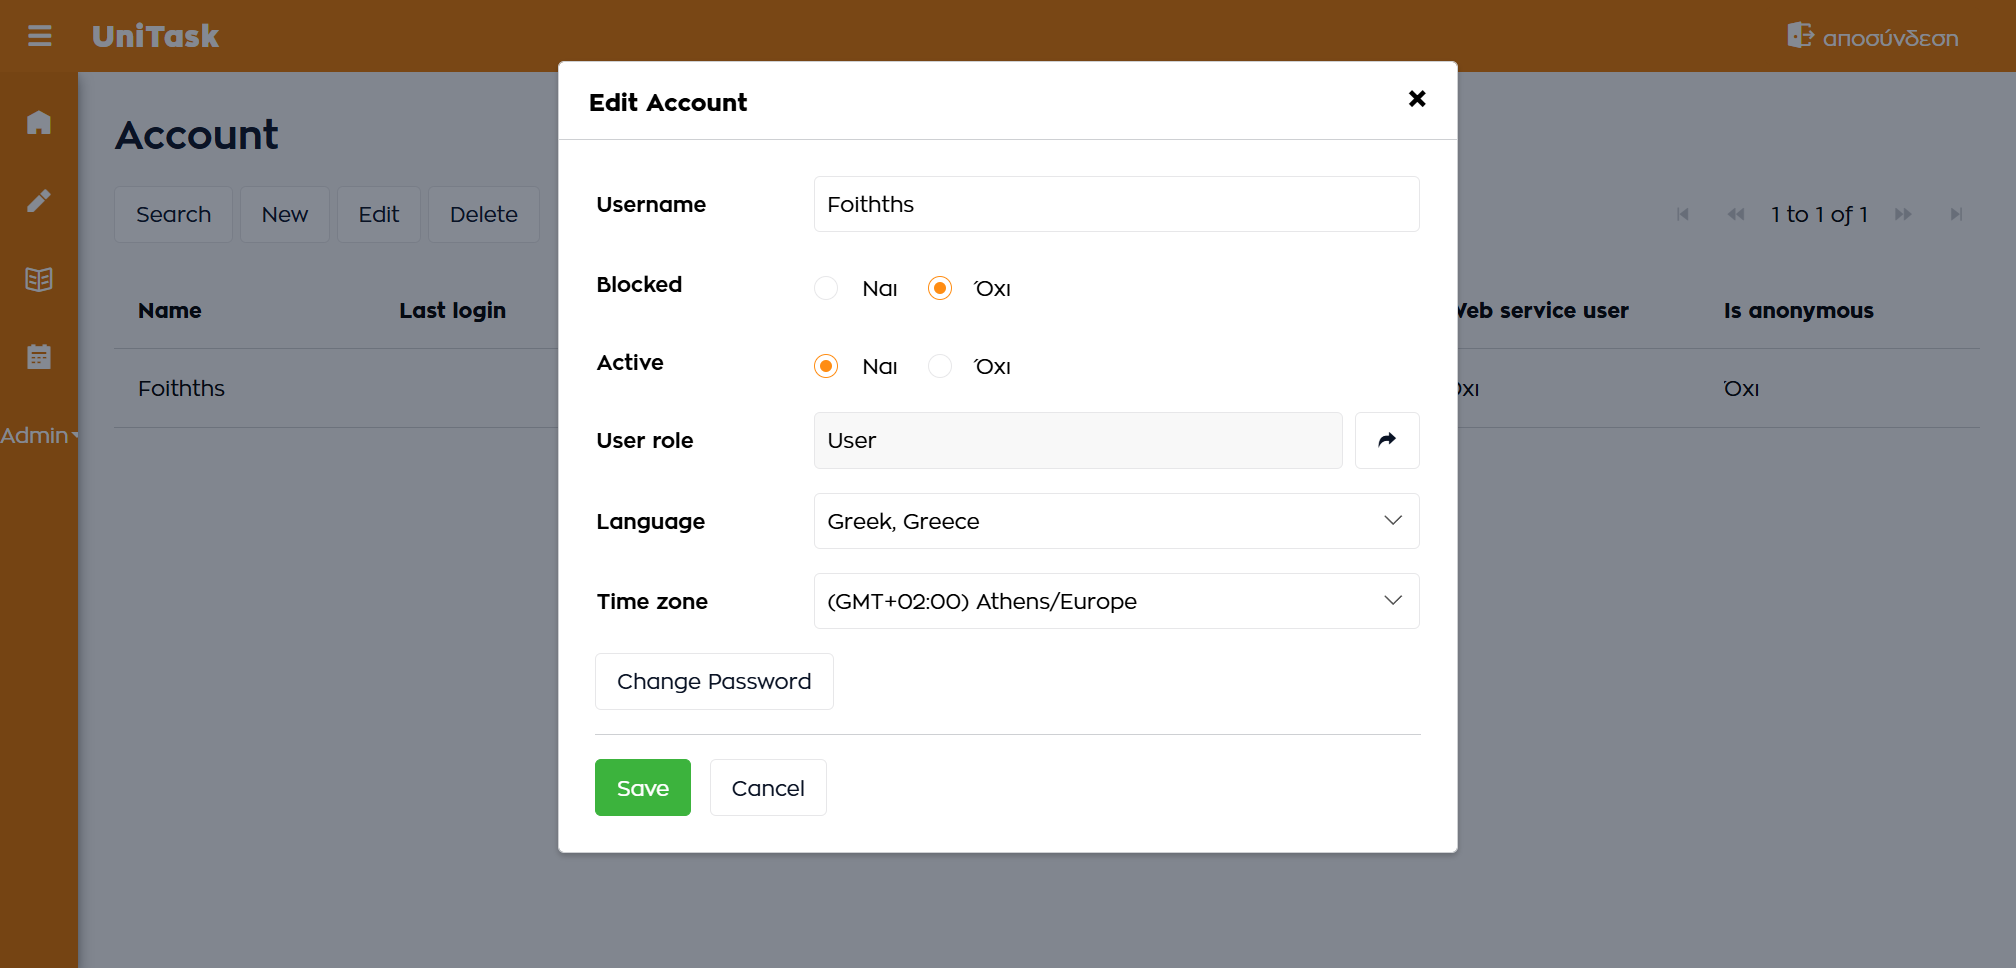 UniTask
αποσύνδεση
Account
Search
New
Edit
Delete
1 to 1 of 1
Name
Last login
Web service user
Is anonymous
Foithths
Όχι
Όχι
Admin
Edit Account
Username
Foithths
Blocked
Ναι
Όχι
Active
Ναι
Όχι
User role
User
Language
Greek, Greece
Time zone
(GMT+02:00) Athens/Europe
Change Password
Save
Cancel